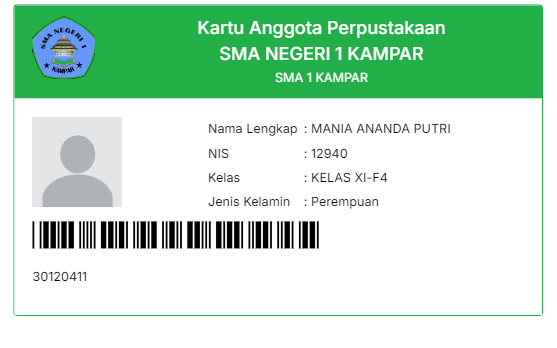 SMA NEGERI 1
KAMPAR
Kartu Anggota Perpustakaan
SMA NEGERI 1 KAMPAR
SMA 1 KAMPAR
Nama Lengkap : MANIA ANANDA PUTRI
NIS : 12940
Kelas : KELAS XI-F4
Jenis Kelamin : Perempuan
30120411